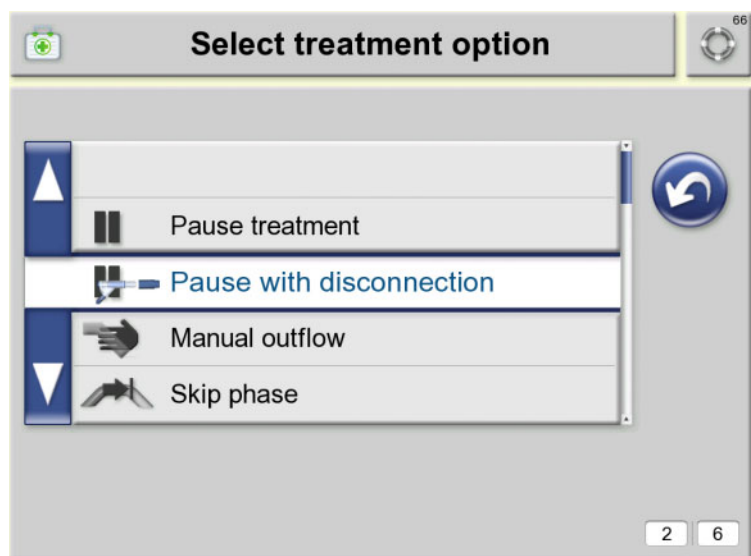 Select treatment option
66
Pause treatment
Pause with disconnection
Manual outflow
Skip phase
2 6